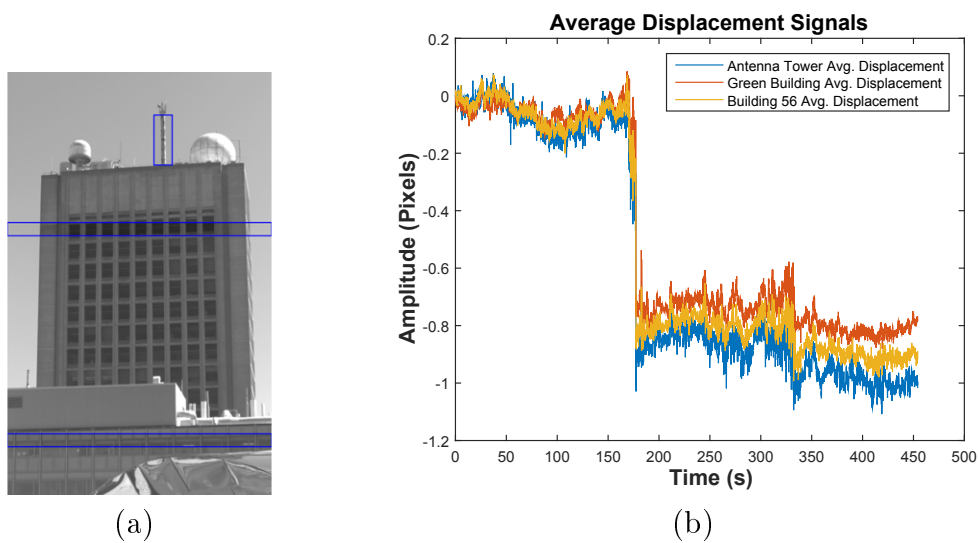 Average Displacement Signals
Antenna Tower Avg. Displacement
Green Building Avg. Displacement
Building 56 Avg. Displacement
Amplitude (Pixels)
0.2
0
-0.2
-0.4
-0.6
-0.8
-1
-1.2
0 50 100 150 200 250 300 350 400 450 500
Time (s)
(a)
(b)